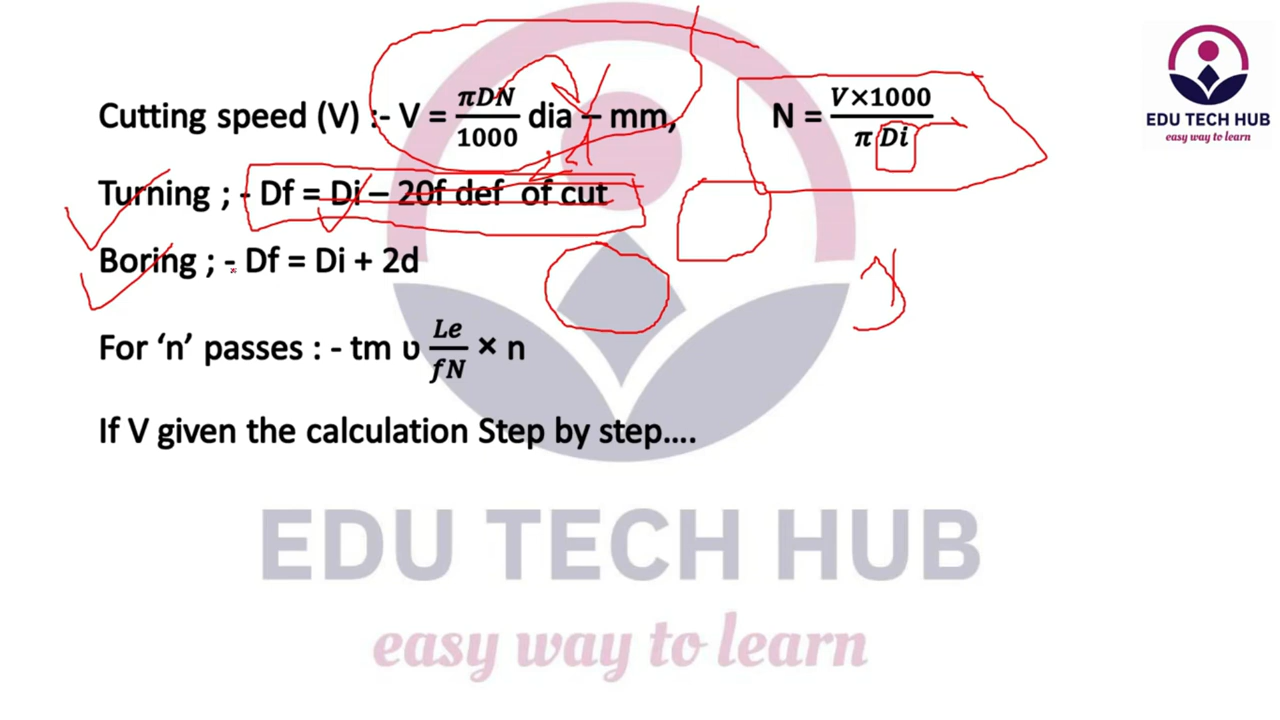 Cutting speed (V) :- V = πDN/1000 dia – mm, N = V×1000/π Di
Turning ; - Df = Di – 20f def of cut
Boring ; - Df = Di + 2d
For ‘n’ passes : - tm υ Le/fN × n
If V given the calculation Step by step....
EDU TECH HUB
easy way to learn
EDU TECH HUB
easy way to learn